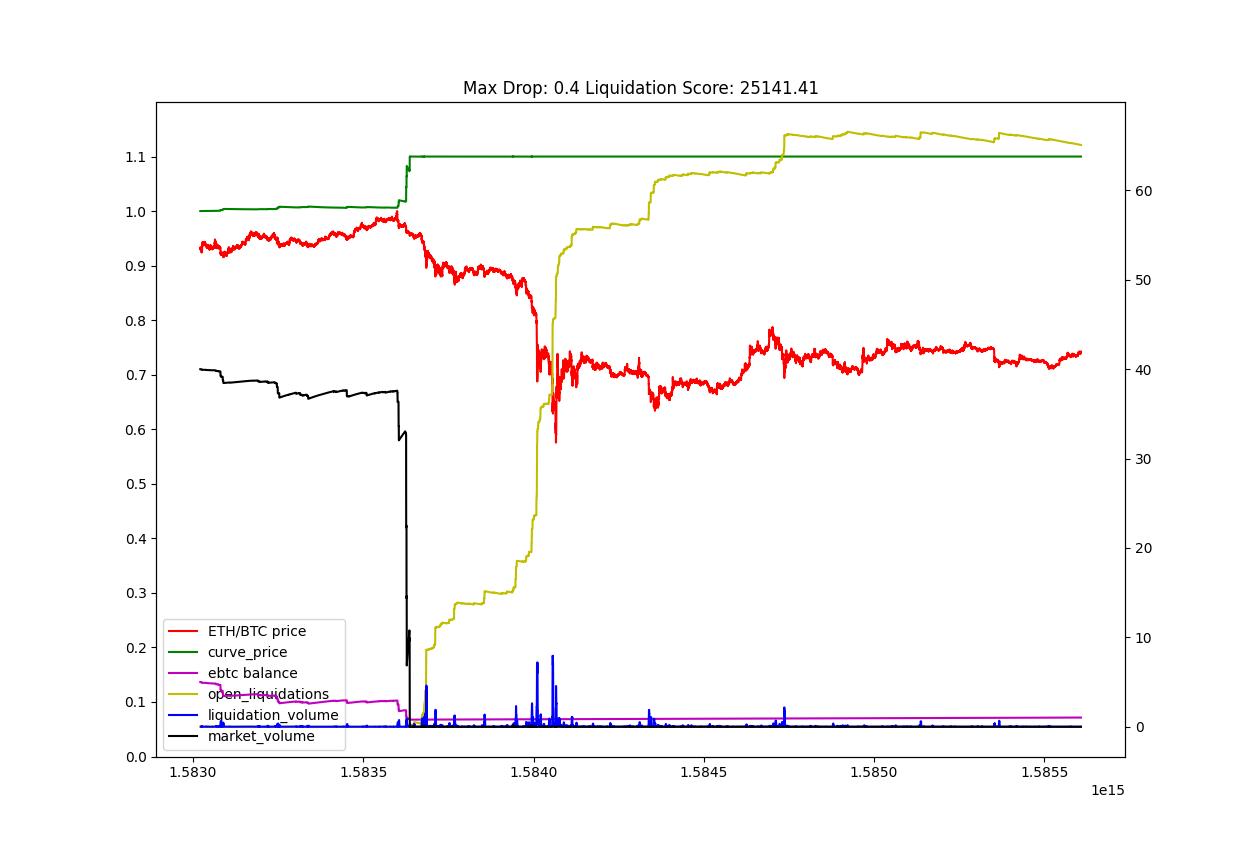 Max Drop: 0.4 Liquidation Score: 25141.41
1.1
1.0
0.9
0.8
0.7
0.6
0.5
0.4
0.3
0.2
0.1
0.0
60
50
40
30
20
10
0
ETH/BTC price
curve_price
ebtc balance
open_liquidations
liquidation_volume
market_volume
1.5830 1.5835 1.5840 1.5845 1.5850 1.5855
1e15